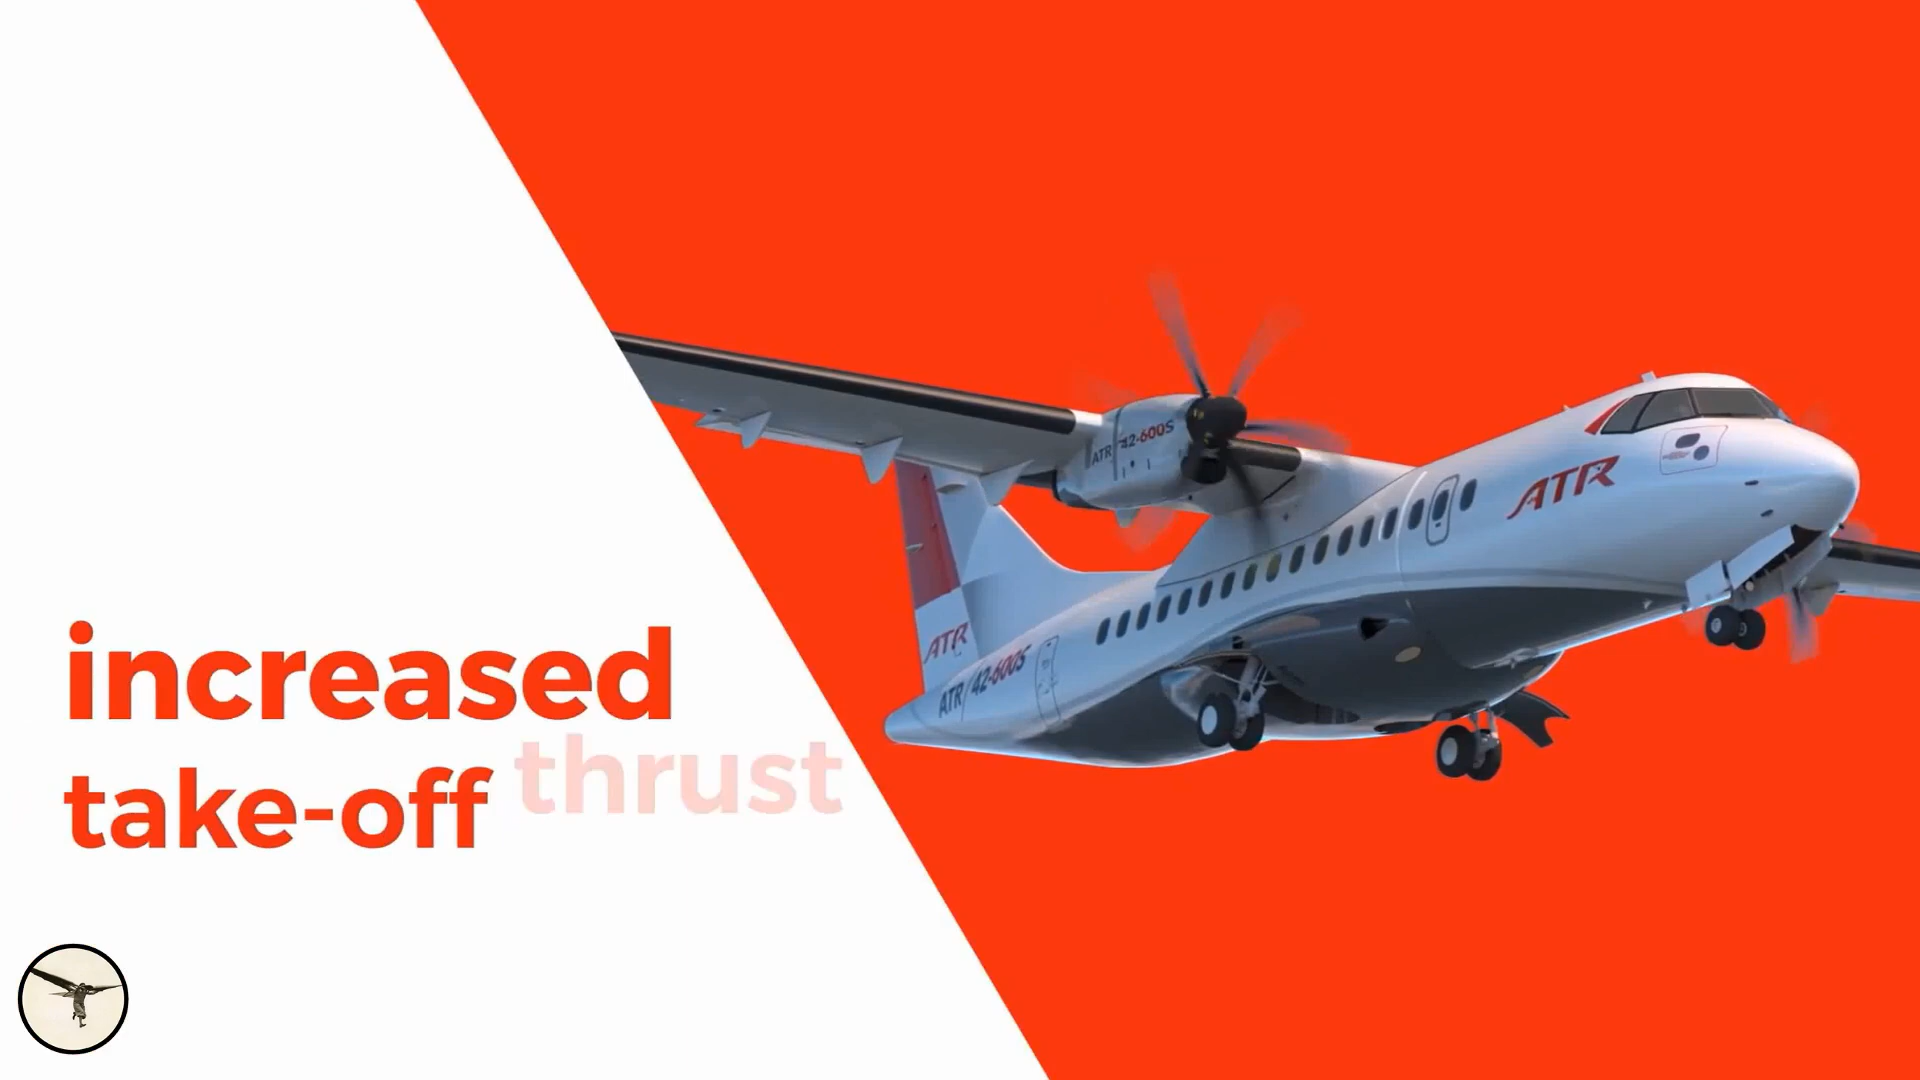 increased
take-off thrust
ATR 42-600S
ATR
ATR
ATR 42-600S